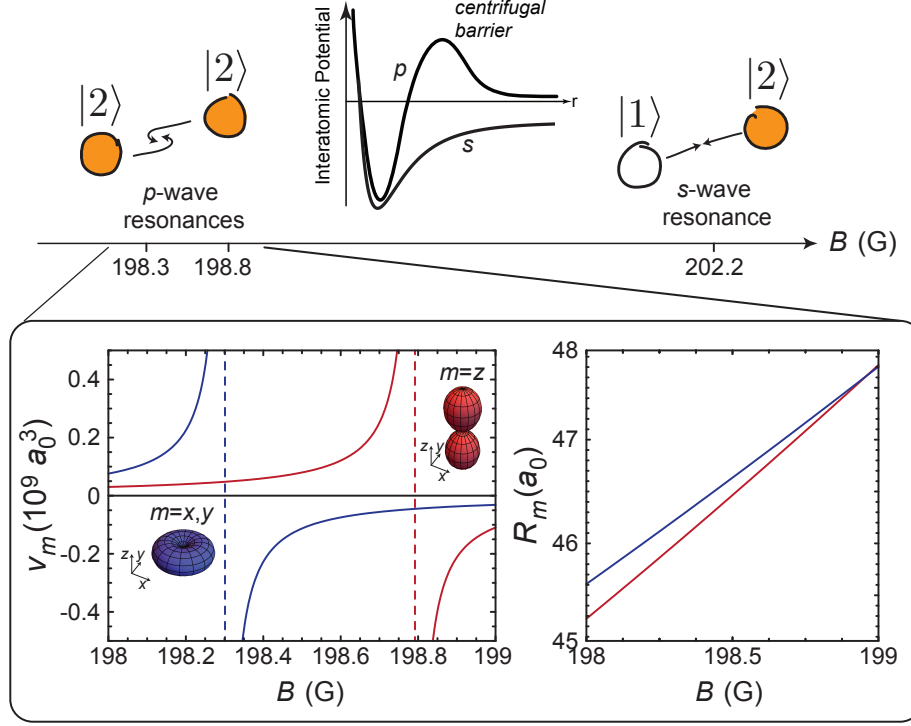 centrifugal
barrier
Interatomic Potential
p
s
r
|2⟩
|2⟩
p-wave
resonances
|1⟩
|2⟩
s-wave
resonance
198.3
198.8
202.2
B (G)
v_m(10^9 a_0^3)
0.4
0.2
0
-0.2
-0.4
m=z
z
y
x
m=x,y
z
y
x
198
198.2
198.4
198.6
198.8
199
B (G)
R_m(a_0)
48
47
46
45
198
198.5
199
B (G)